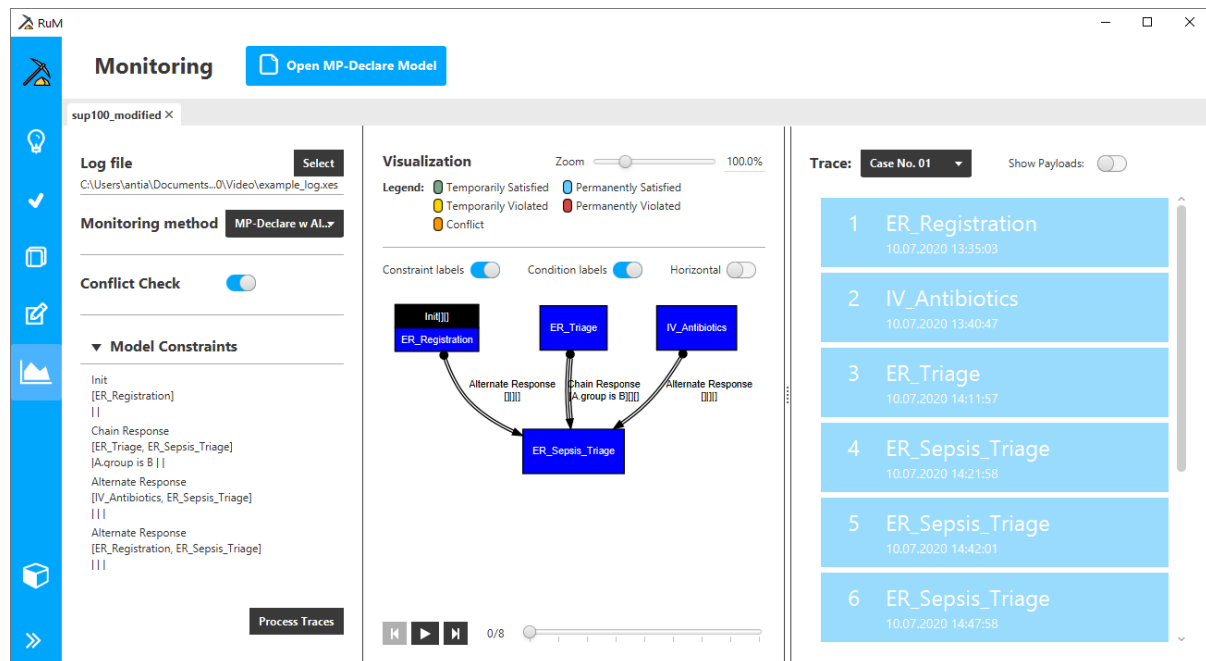 RuM
Monitoring
Open MP-Declare Model
sup100_modified ×
Log file
Select
C:\Users\antia\Documents...0\Video\example_log.xes
Monitoring method
MP-Declare w Al..
Conflict Check
▼ Model Constraints
Init
[ER_Registration]
| |
Chain Response
[ER_Triage, ER_Sepsis_Triage]
|A.group is B | |
Alternate Response
[IV_Antibiotics, ER_Sepsis_Triage]
| | |
Alternate Response
[ER_Registration, ER_Sepsis_Triage]
| | |
Process Traces
Visualization
Zoom
100.0%
Legend:
Temporarily Satisfied
Permanently Satisfied
Temporarily Violated
Permanently Violated
Conflict
Constraint labels
Condition labels
Horizontal
Init[][]
ER_Registration
ER_Triage
IV_Antibiotics
Alternate Response
[][][]
Chain Response
[A.group is B][][]
Alternate Response
[][][]
ER_Sepsis_Triage
0/8
Trace:
Case No. 01
Show Payloads:
1 ER_Registration
10.07.2020 13:35:03
2 IV_Antibiotics
10.07.2020 13:40:47
3 ER_Triage
10.07.2020 14:11:57
4 ER_Sepsis_Triage
10.07.2020 14:21:58
5 ER_Sepsis_Triage
10.07.2020 14:42:01
6 ER_Sepsis_Triage
10.07.2020 14:47:58